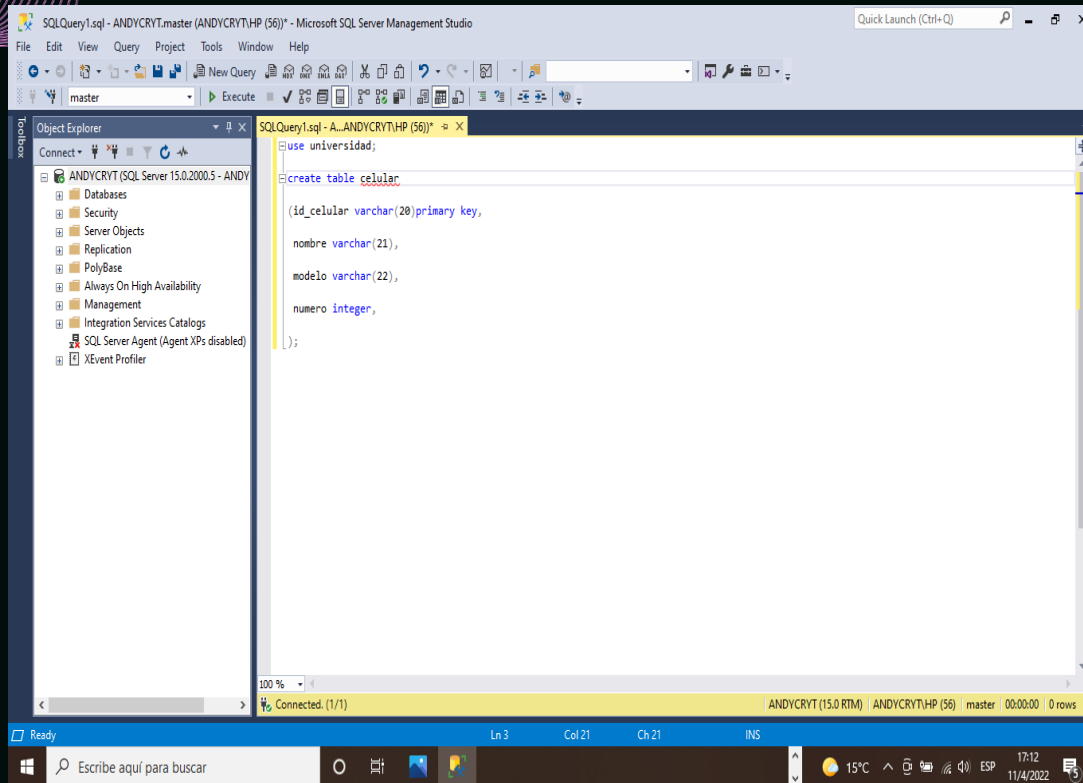 SQLQuery1.sql - ANDYCRYT.master (ANDYCRYT\HP (56))* - Microsoft SQL Server Management Studio
Quick Launch (Ctrl+Q)
File Edit View Query Project Tools Window Help
New Query
master
Execute
Toolbox
Object Explorer
Connect
ANDYCRYT (SQL Server 15.0.2000.5 - ANDY
Databases
Security
Server Objects
Replication
PolyBase
Always On High Availability
Management
Integration Services Catalogs
SQL Server Agent (Agent XPs disabled)
XEvent Profiler
SQLQuery1.sql - A...ANDYCRYT\HP (56))*
use universidad;
create table celular
(id_celular varchar(20)primary key,
nombre varchar(21),
modelo varchar(22),
numero integer,
);
100 %
Connected. (1/1)
ANDYCRYT (15.0 RTM) ANDYCRYT\HP (56) master 00:00:00 0 rows
Ready
Ln 3 Col 21 Ch 21 INS
Escribe aquí para buscar
15°C
ESP
17:12
11/4/2022